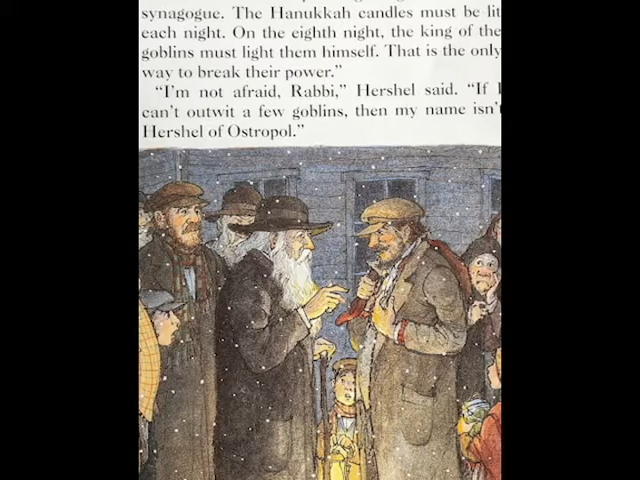 synagogue. The Hanukkah candles must be lit
each night. On the eighth night, the king of the
goblins must light them himself. That is the only
way to break their power.”
“I’m not afraid, Rabbi,” Hershel said. “If I
can’t outwit a few goblins, then my name isn’t
Hershel of Ostropol.”